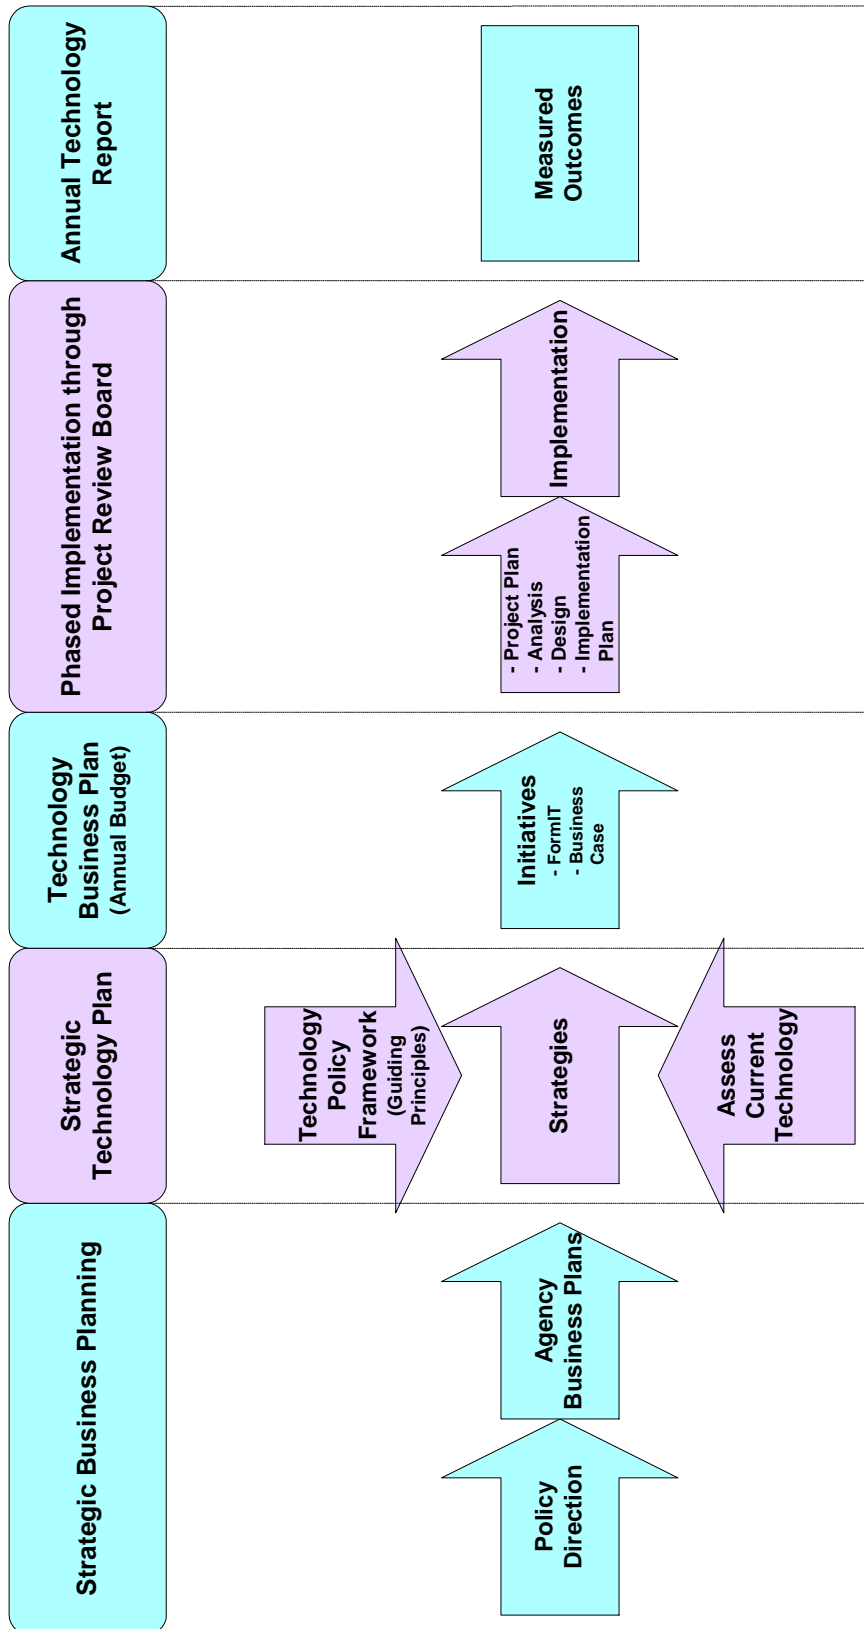 Strategic Business Planning
Strategic
Technology Plan
Technology
Business Plan
(Annual Budget)
Phased Implementation through
Project Review Board
Annual Technology
Report
Policy
Direction
Agency
Business Plans
Technology
Policy
Framework
(Guiding
Principles)
Strategies
Assess
Current
Technology
Initiatives
- FormIT
- Business
Case
- Project Plan
- Analysis
- Design
- Implementation
Plan
Implementation
Measured
Outcomes